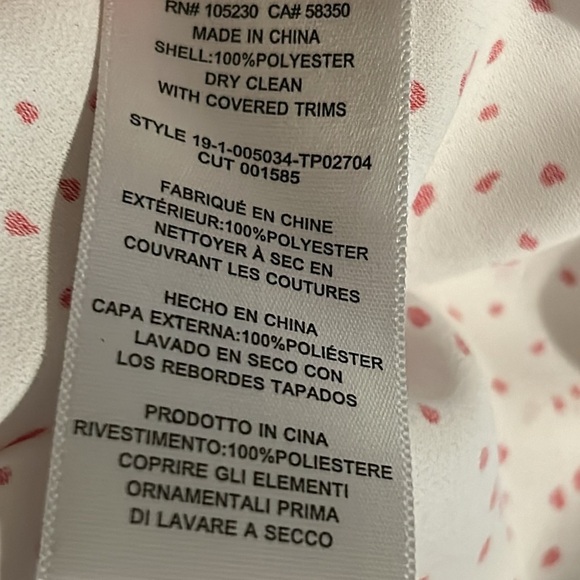 RN# 105230 CA# 58350
MADE IN CHINA
SHELL:100%POLYESTER
DRY CLEAN
WITH COVERED TRIMS
STYLE 19-1-005034-TP02704
CUT 001585
FABRIQUÉ EN CHINE
EXTÉRIEUR:100%POLYESTER
NETTOYER À SEC EN
COUVRANT LES COUTURES
HECHO EN CHINA
CAPA EXTERNA:100%POLIÉSTER
LAVADO EN SECO CON
LOS REBORDES TAPADOS
PRODOTTO IN CINA
RIVESTIMENTO:100%POLIESTERE
COPRIRE GLI ELEMENTI
ORNAMENTALI PRIMA
DI LAVARE A SECCO